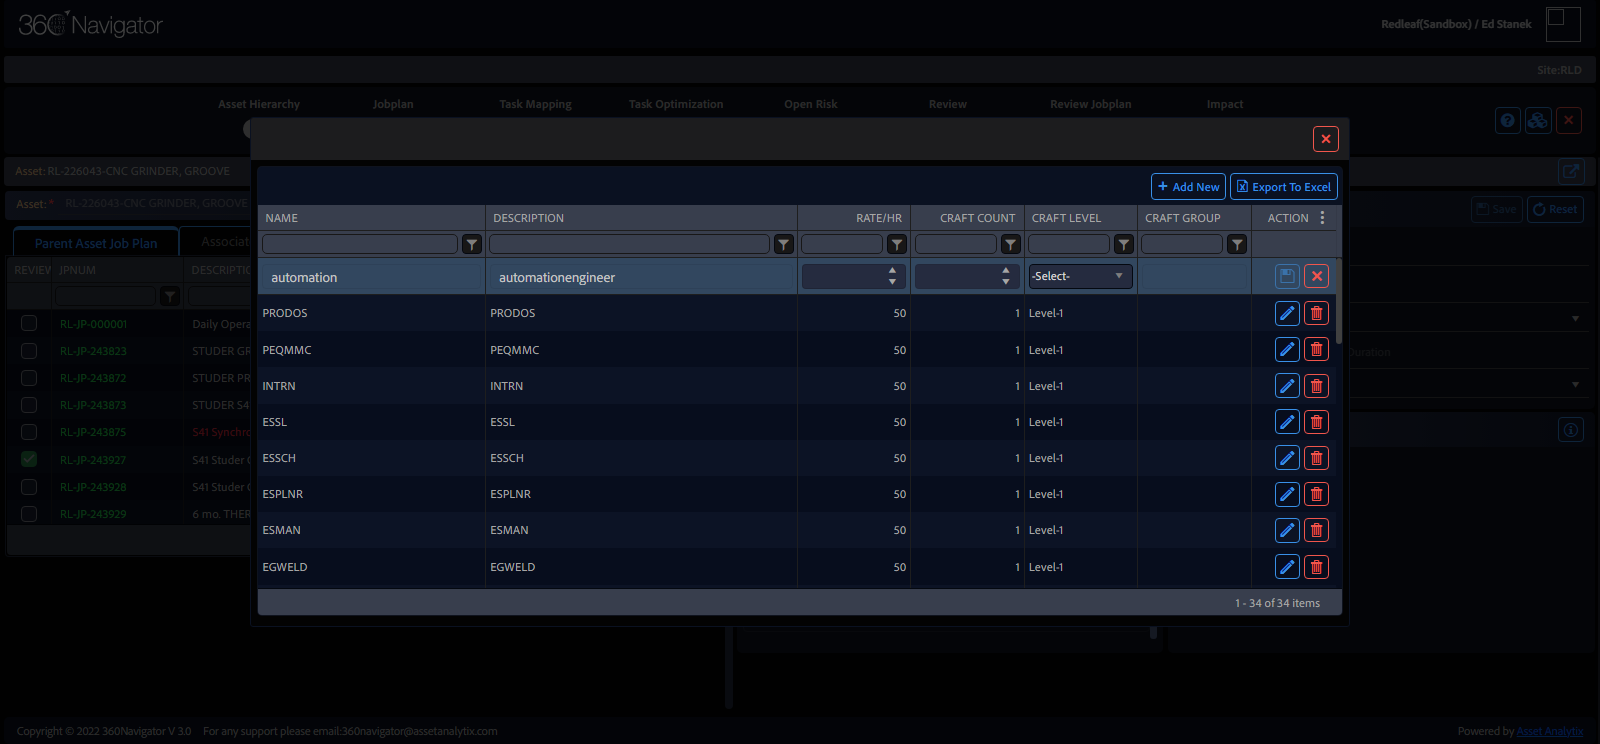 360 Navigator
Redleaf(Sandbox) / Ed Stanek
Site:RLD
Asset Hierarchy Jobplan Task Mapping Task Optimization Open Risk Review Review Jobplan Impact
Asset: RL-226043-CNC GRINDER, GROOVE
Asset:* RL-226043-CNC GRINDER, GROOVE
Save Reset
Parent Asset Job Plan Associat
REVIEW JPNUM DESCRIPTIO
RL-JP-000001 Daily Opera
RL-JP-243823 STUDER GR
RL-JP-243872 STUDER PR
RL-JP-243873 STUDER S4
RL-JP-243875 S41 Synchro
RL-JP-243927 S41 Studer
RL-JP-243928 S41 Studer
RL-JP-243929 6 mo. THER
Duration
+ Add New Export To Excel
NAME DESCRIPTION RATE/HR CRAFT COUNT CRAFT LEVEL CRAFT GROUP ACTION
automation automationengineer -Select-
PRODOS PRODOS 50 1 Level-1
PEQMMC PEQMMC 50 1 Level-1
INTRN INTRN 50 1 Level-1
ESSL ESSL 50 1 Level-1
ESSCH ESSCH 50 1 Level-1
ESPLNR ESPLNR 50 1 Level-1
ESMAN ESMAN 50 1 Level-1
EGWELD EGWELD 50 1 Level-1
1 - 34 of 34 items
Copyright © 2022 360Navigator V 3.0 For any support please email:360navigator@assetanalytix.com
Powered by Asset Analytix